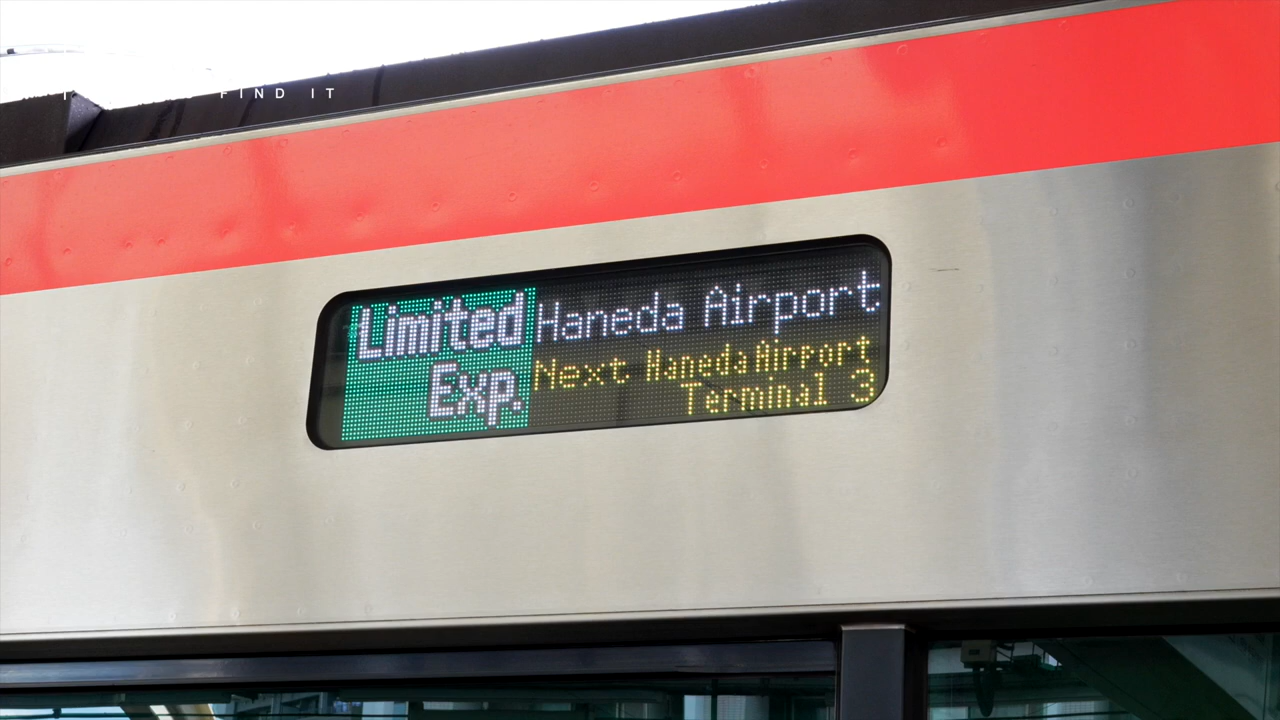 FIND IT
Limited Exp.
Haneda Airport
Next Haneda Airport
Terminal 3